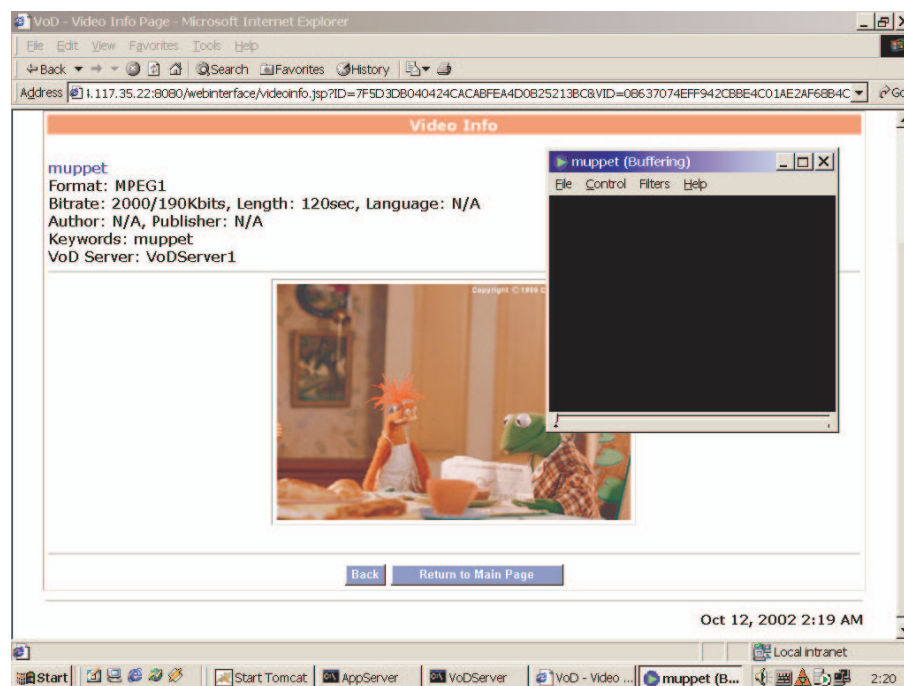 VoD - Video Info Page - Microsoft Internet Explorer
File Edit View Favorites Tools Help
Back Search Favorites History
Address .117.35.22:8080/webinterface/videoinfo.jsp?ID=7F5D3DB040424CACABFEA4D0B25213BC&VID=08637074EFF942CBBE4C01AE2AF68B4C Go
Video Info
muppet
Format: MPEG1
Bitrate: 2000/190Kbits, Length: 120sec, Language: N/A
Author: N/A, Publisher: N/A
Keywords: muppet
VoD Server: VoDServer1
muppet (Buffering)
File Control Filters Help
Copyright © 1999
Back Return to Main Page
Oct 12, 2002 2:19 AM
Local intranet
Start Start Tomcat AppServer VoDServer VoD - Video ... muppet (B... 2:20